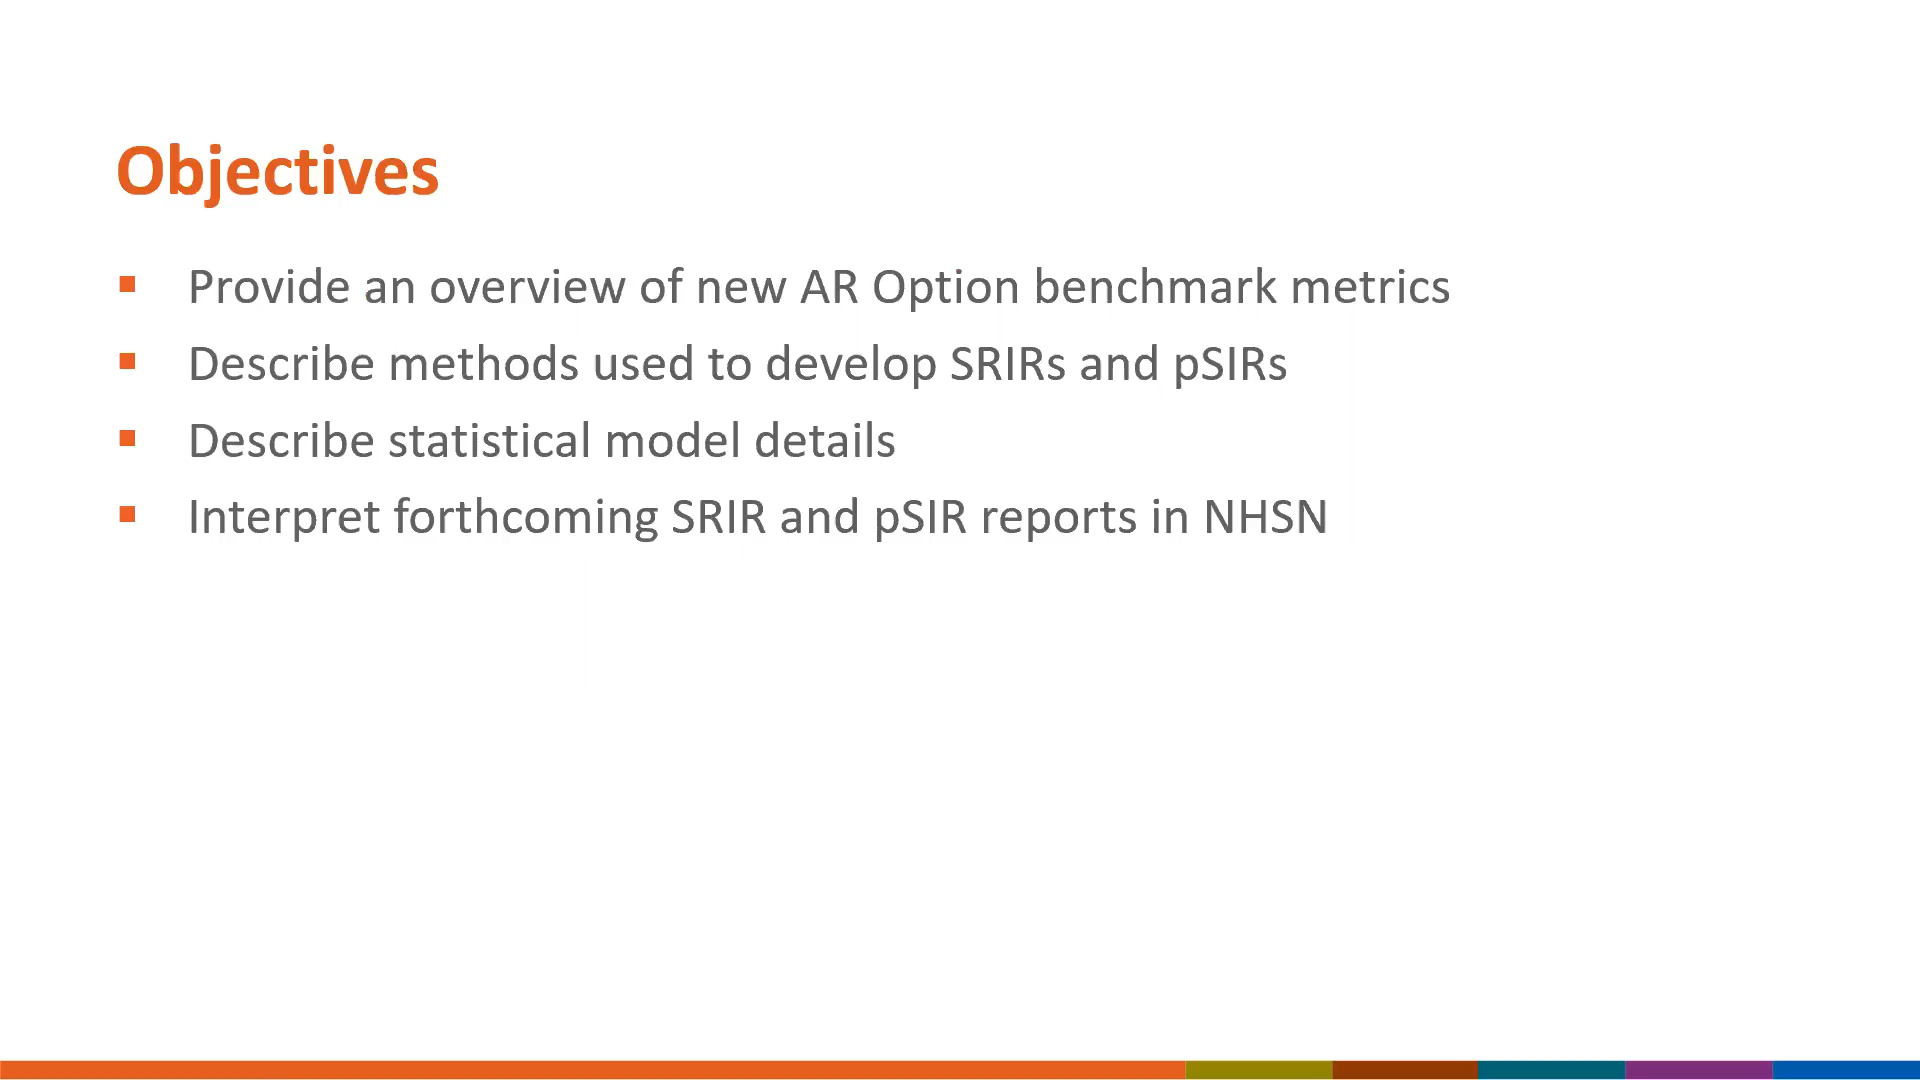 Objectives
▪ Provide an overview of new AR Option benchmark metrics
▪ Describe methods used to develop SRIRs and pSIRs
▪ Describe statistical model details
▪ Interpret forthcoming SRIR and pSIR reports in NHSN